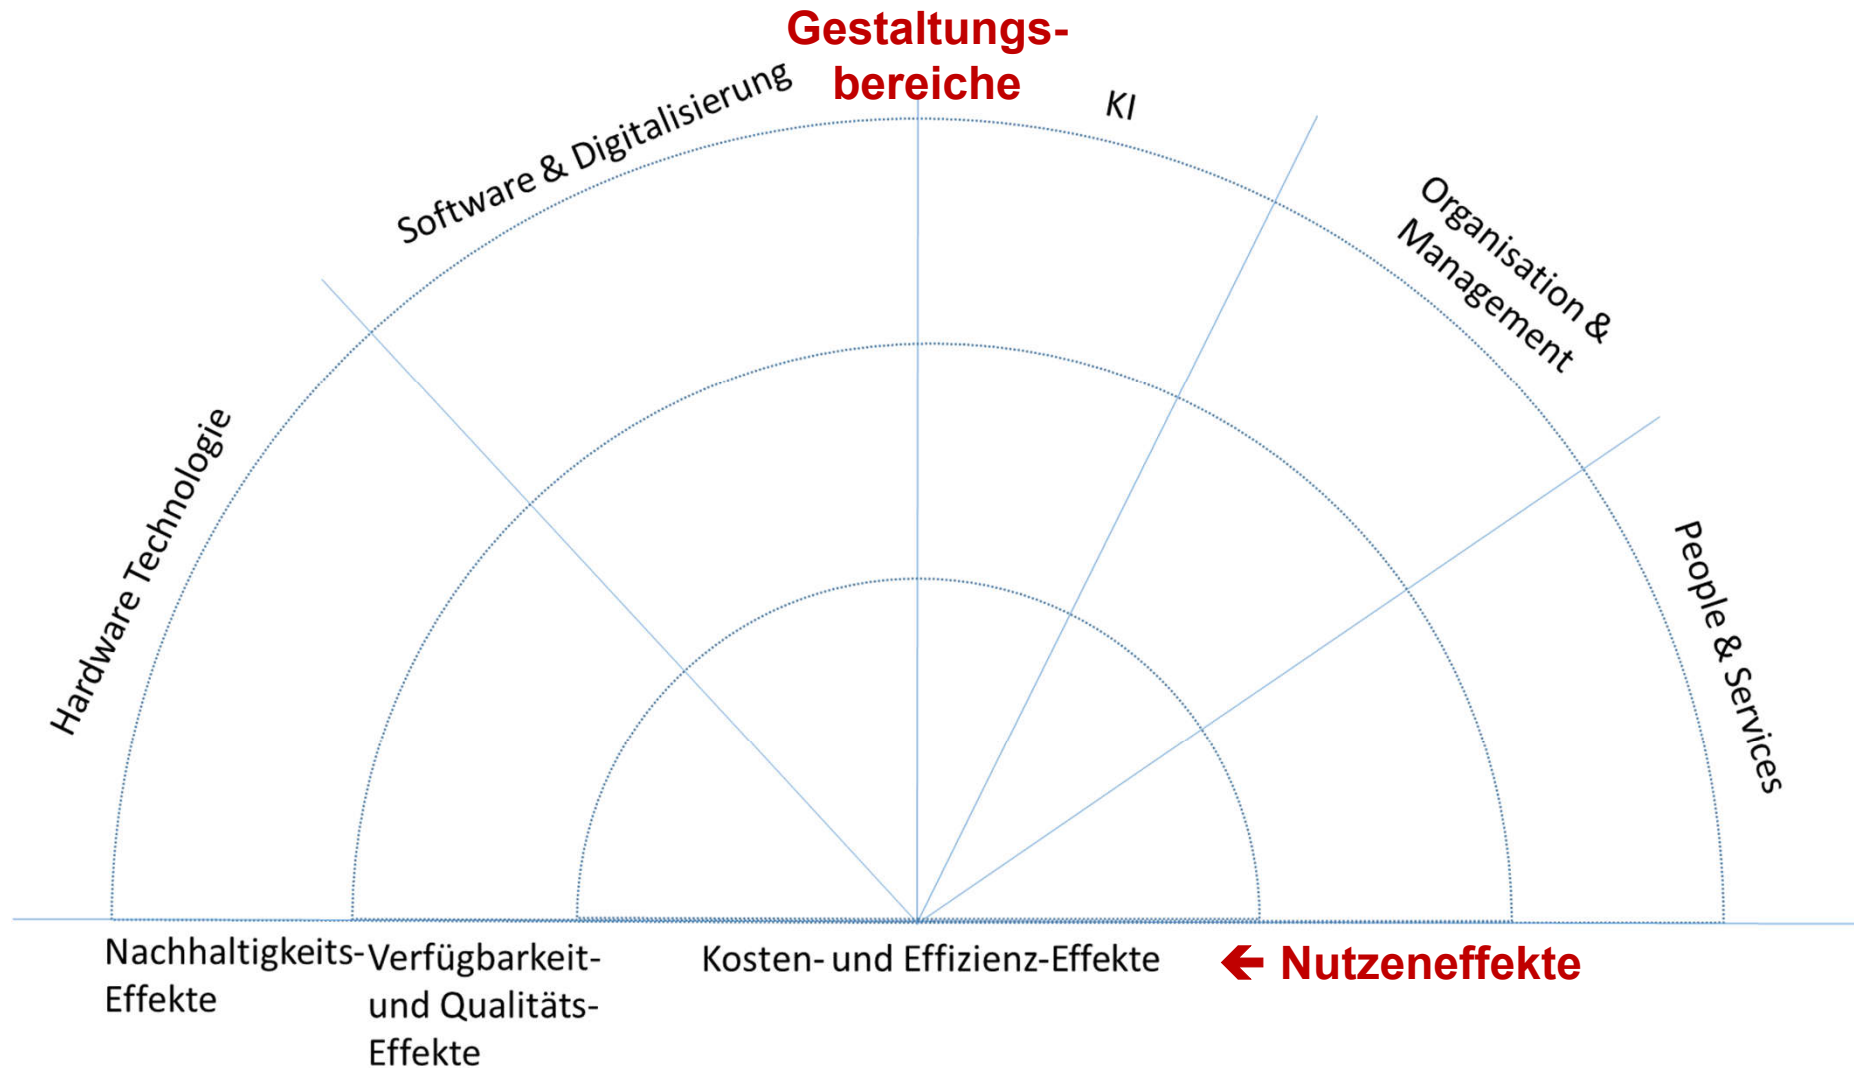 Gestaltungs-
bereiche
Software & Digitalisierung
KI
Organisation &
Management
Hardware Technologie
People & Services
Nachhaltigkeits-
Effekte
Verfügbarkeit-
und Qualitäts-
Effekte
Kosten- und Effizienz-Effekte
🡸 Nutzeneffekte